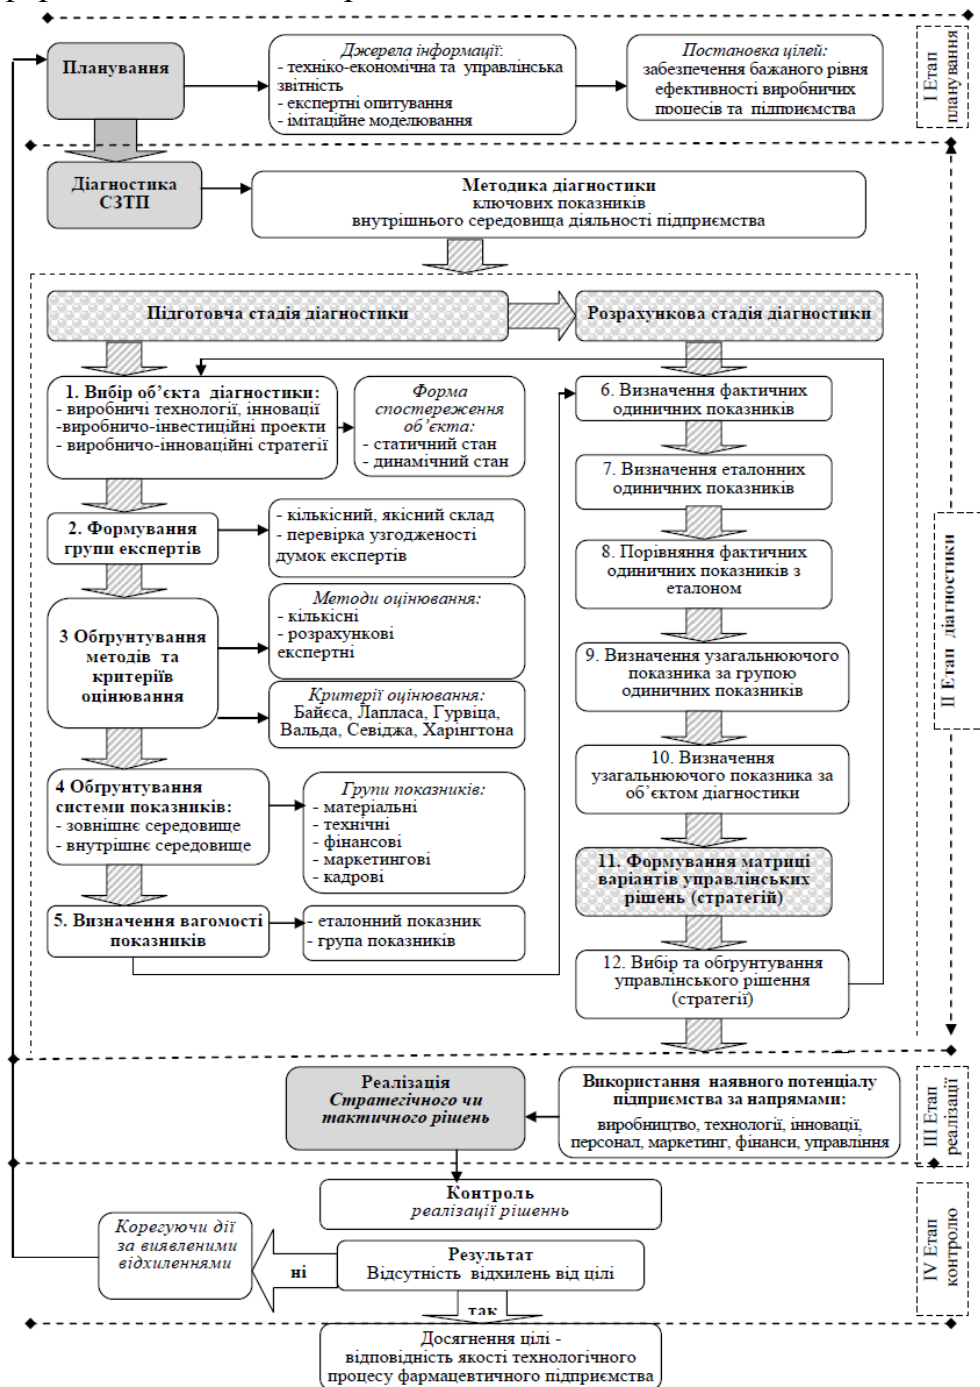 Планування
Джерела інформації:
- техніко-економічна та управлінська
звітність
- експертні опитування
- імітаційне моделювання
Постановка цілей:
забезпечення бажаного рівня
ефективності виробничих
процесів та підприємства
І Етап
планування
Діагностика
СЗТП
Методика діагностики
ключових показників
внутрішнього середовища діяльності підприємства
Підготовча стадія діагностики
Розрахункова стадія діагностики
1. Вибір об’єкта діагностики:
- виробничі технології, інновації
-виробничо-інвестиційні проекти
- виробничо-інноваційні стратегії
Форма
спостереження
об’єкта:
- статичний стан
- динамічний стан
2. Формування
групи експертів
- кількісний, якісний склад
- перевірка узгодженості
думок експертів
3 Обґрунтування
методів та
критеріїв
оцінювання
Методи оцінювання:
- кількісні
- розрахункові
експертні
Критерії оцінювання:
Байєса, Лапласа, Гурвіца,
Вальда, Севіджа, Харінгтона
4 Обґрунтування
системи показників:
- зовнішнє середовище
- внутрішнє середовище
Групи показників:
- матеріальні
- технічні
- фінансові
- маркетингові
- кадрові
5. Визначення вагомості
показників
- еталонний показник
- група показників
6. Визначення фактичних
одиничних показників
7. Визначення еталонних
одиничних показників
8. Порівняння фактичних
одиничних показників з
еталоном
9. Визначення узагальнюючого
показника за групою
одиничних показників
10. Визначення
узагальнюючого показника за
об’єктом діагностики
11. Формування матриці
варіантів управлінських
рішень (стратегій)
12. Вибір та обґрунтування
управлінського рішення
(стратегії)
ІІ Етап діагностики
Реалізація
Стратегічного чи
тактичного рішень
Використання наявного потенціалу
підприємства за напрямами:
виробництво, технології, інновації,
персонал, маркетинг, фінанси, управління
ІІІ Етап
реалізації
Контроль
реалізації рішеннь
Корегуючи дії
за виявленими
відхиленнями
ні
Результат
Відсутність відхилень від цілі
так
IV Етап
контролю
Досягнення цілі -
відповідність якості технологічного
процесу фармацевтичного підприємства